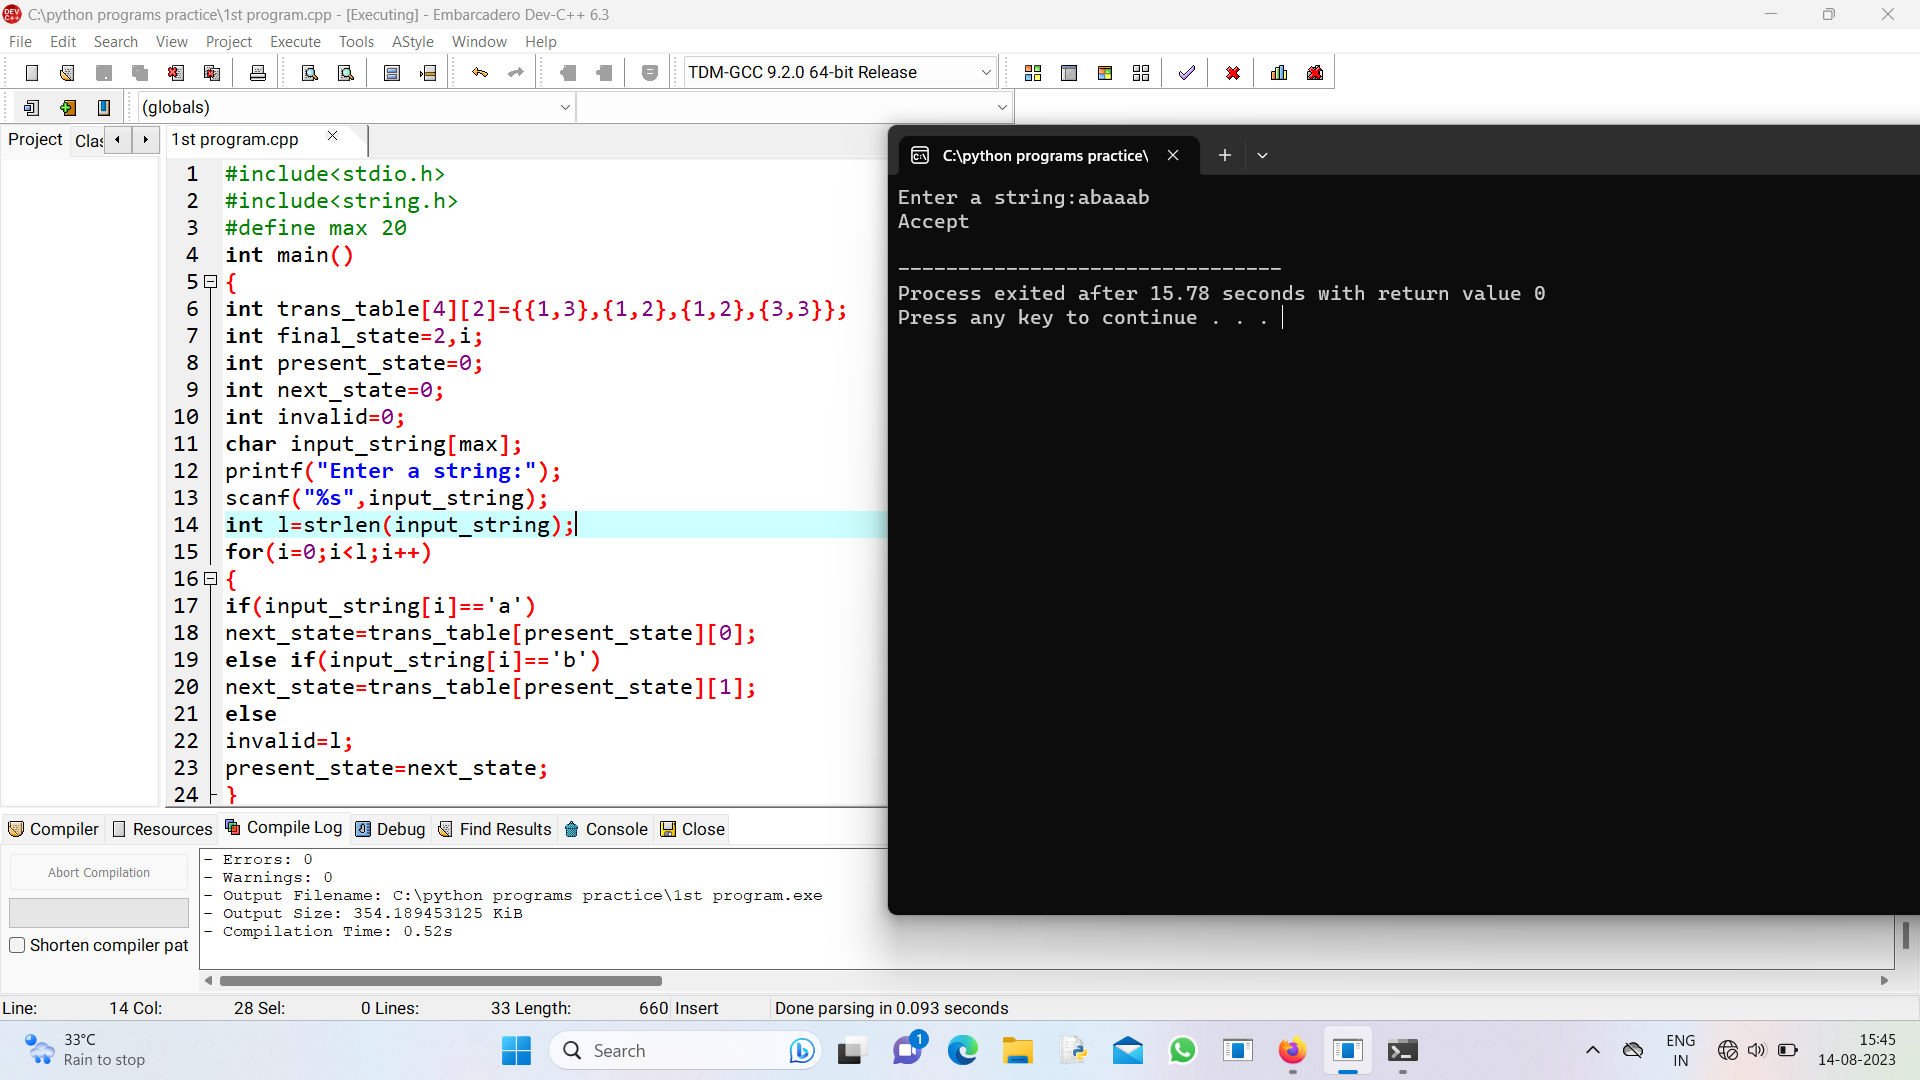 C:\python programs practice\1st program.cpp - [Executing] - Embarcadero Dev-C++ 6.3
File Edit Search View Project Execute Tools AStyle Window Help
TDM-GCC 9.2.0 64-bit Release
(globals)
Project Clas
1st program.cpp
1 #include<stdio.h>
2 #include<string.h>
3 #define max 20
4 int main()
5 {
6 int trans_table[4][2]={{1,3},{1,2},{1,2},{3,3}};
7 int final_state=2,i;
8 int present_state=0;
9 int next_state=0;
10 int invalid=0;
11 char input_string[max];
12 printf("Enter a string:");
13 scanf("%s",input_string);
14 int l=strlen(input_string);
15 for(i=0;i<l;i++)
16 {
17 if(input_string[i]=='a')
18 next_state=trans_table[present_state][0];
19 else if(input_string[i]=='b')
20 next_state=trans_table[present_state][1];
21 else
22 invalid=l;
23 present_state=next_state;
24 }
C:\python programs practice\
Enter a string:abaaab
Accept
--------------------------------
Process exited after 15.78 seconds with return value 0
Press any key to continue . . .
Compiler Resources Compile Log Debug Find Results Console Close
Abort Compilation
Shorten compiler pat
- Errors: 0
- Warnings: 0
- Output Filename: C:\python programs practice\1st program.exe
- Output Size: 354.189453125 KiB
- Compilation Time: 0.52s
Line: 14 Col: 28 Sel: 0 Lines: 33 Length: 660 Insert Done parsing in 0.093 seconds
33°C
Rain to stop
Search
1
ENG
IN
15:45
14-08-2023